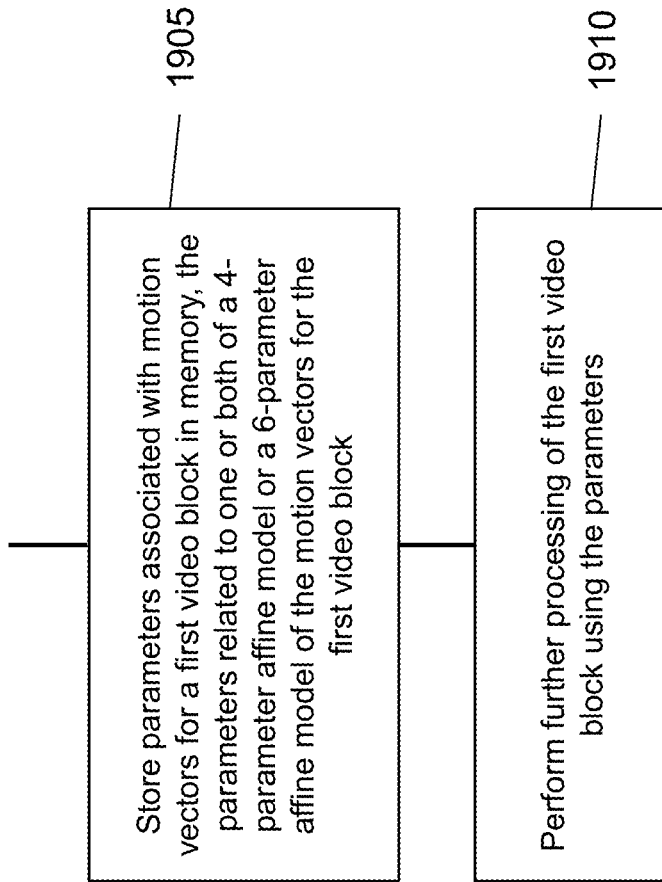 Store parameters associated with motion
vectors for a first video block in memory, the
parameters related to one or both of a 4-
parameter affine model or a 6-parameter
affine model of the motion vectors for the
first video block
1905
Perform further processing of the first video
block using the parameters
1910